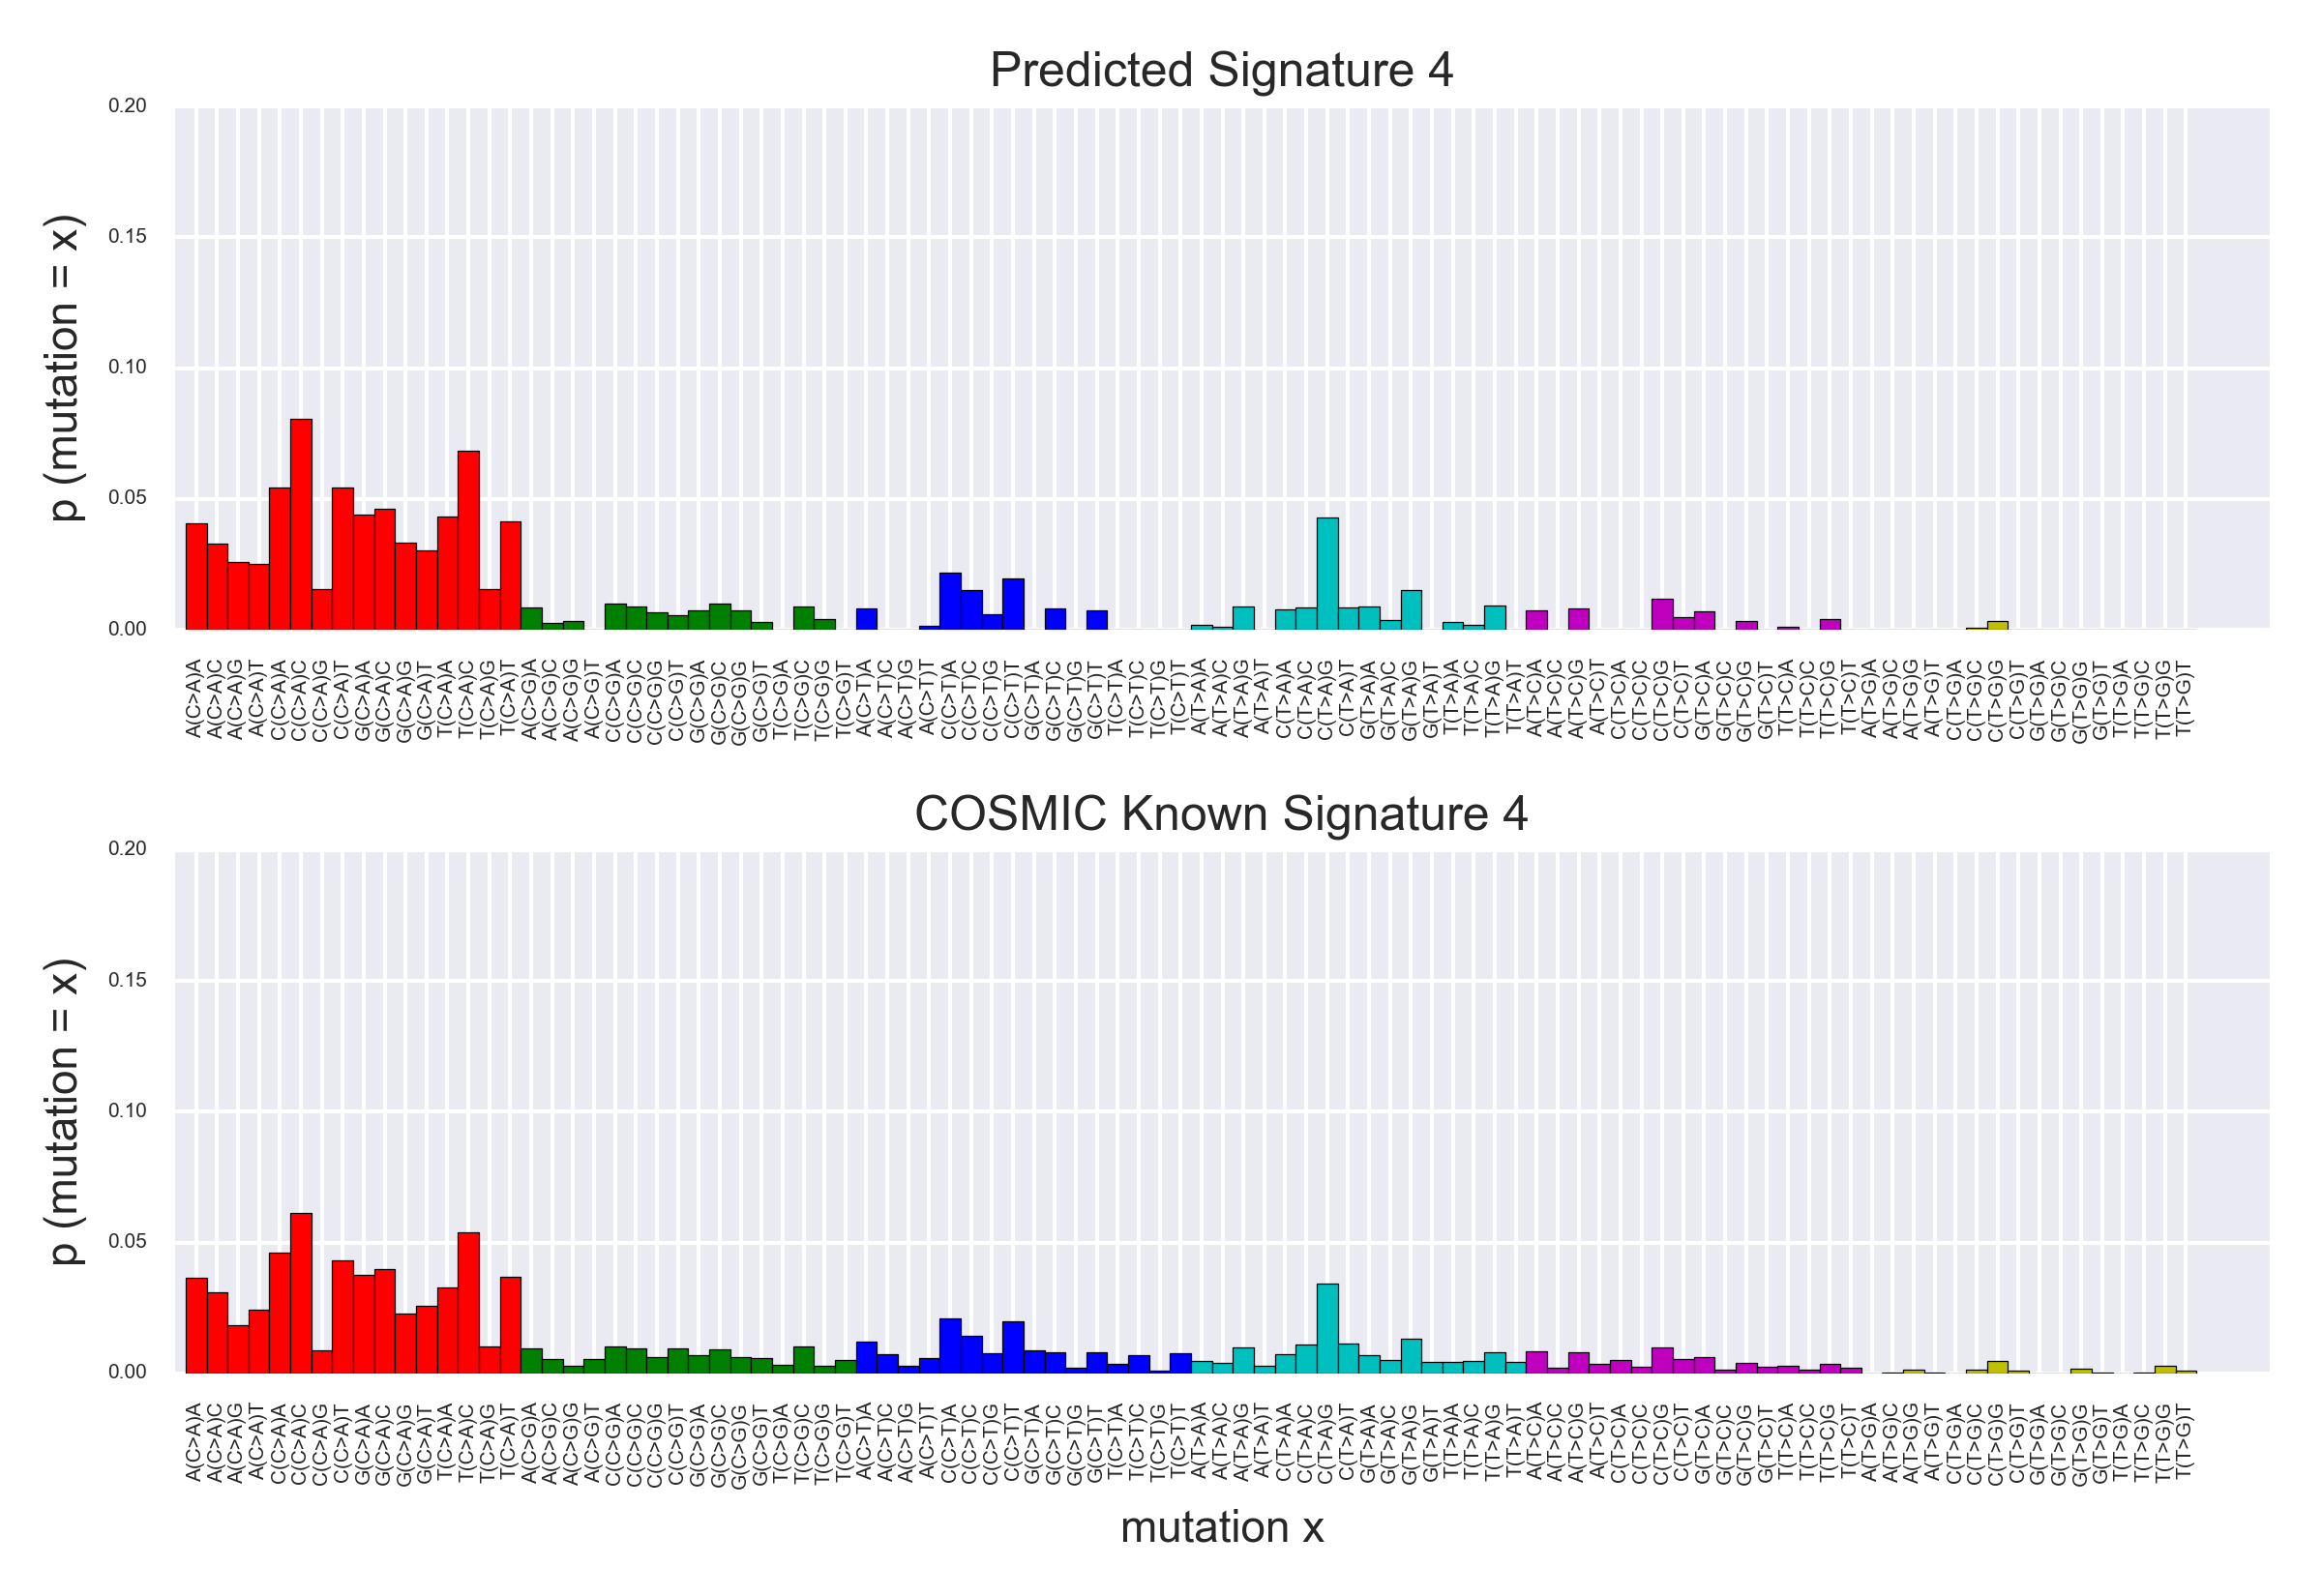 Predicted Signature 4
p (mutation = x)
0.20
0.15
0.10
0.05
0.00
A(C>A)A A(C>A)C A(C>A)G A(C>A)T C(C>A)A C(C>A)C C(C>A)G C(C>A)T G(C>A)A G(C>A)C G(C>A)G G(C>A)T T(C>A)A T(C>A)C T(C>A)G T(C>A)T A(C>G)A A(C>G)C A(C>G)G A(C>G)T C(C>G)A C(C>G)C C(C>G)G C(C>G)T G(C>G)A G(C>G)C G(C>G)G G(C>G)T T(C>G)A T(C>G)C T(C>G)G T(C>G)T A(C>T)A A(C>T)C A(C>T)G A(C>T)T C(C>T)A C(C>T)C C(C>T)G C(C>T)T G(C>T)A G(C>T)C G(C>T)G G(C>T)T T(C>T)A T(C>T)C T(C>T)G T(C>T)T A(T>A)A A(T>A)C A(T>A)G A(T>A)T C(T>A)A C(T>A)C C(T>A)G C(T>A)T G(T>A)A G(T>A)C G(T>A)G G(T>A)T T(T>A)A T(T>A)C T(T>A)G T(T>A)T A(T>C)A A(T>C)C A(T>C)G A(T>C)T C(T>C)A C(T>C)C C(T>C)G C(T>C)T G(T>C)A G(T>C)C G(T>C)G G(T>C)T T(T>C)A T(T>C)C T(T>C)G T(T>C)T A(T>G)A A(T>G)C A(T>G)G A(T>G)T C(T>G)A C(T>G)C C(T>G)G C(T>G)T G(T>G)A G(T>G)C G(T>G)G G(T>G)T T(T>G)A T(T>G)C T(T>G)G T(T>G)T
COSMIC Known Signature 4
p (mutation = x)
0.20
0.15
0.10
0.05
0.00
A(C>A)A A(C>A)C A(C>A)G A(C>A)T C(C>A)A C(C>A)C C(C>A)G C(C>A)T G(C>A)A G(C>A)C G(C>A)G G(C>A)T T(C>A)A T(C>A)C T(C>A)G T(C>A)T A(C>G)A A(C>G)C A(C>G)G A(C>G)T C(C>G)A C(C>G)C C(C>G)G C(C>G)T G(C>G)A G(C>G)C G(C>G)G G(C>G)T T(C>G)A T(C>G)C T(C>G)G T(C>G)T A(C>T)A A(C>T)C A(C>T)G A(C>T)T C(C>T)A C(C>T)C C(C>T)G C(C>T)T G(C>T)A G(C>T)C G(C>T)G G(C>T)T T(C>T)A T(C>T)C T(C>T)G T(C>T)T A(T>A)A A(T>A)C A(T>A)G A(T>A)T C(T>A)A C(T>A)C C(T>A)G C(T>A)T G(T>A)A G(T>A)C G(T>A)G G(T>A)T T(T>A)A T(T>A)C T(T>A)G T(T>A)T A(T>C)A A(T>C)C A(T>C)G A(T>C)T C(T>C)A C(T>C)C C(T>C)G C(T>C)T G(T>C)A G(T>C)C G(T>C)G G(T>C)T T(T>C)A T(T>C)C T(T>C)G T(T>C)T A(T>G)A A(T>G)C A(T>G)G A(T>G)T C(T>G)A C(T>G)C C(T>G)G C(T>G)T G(T>G)A G(T>G)C G(T>G)G G(T>G)T T(T>G)A T(T>G)C T(T>G)G T(T>G)T
mutation x